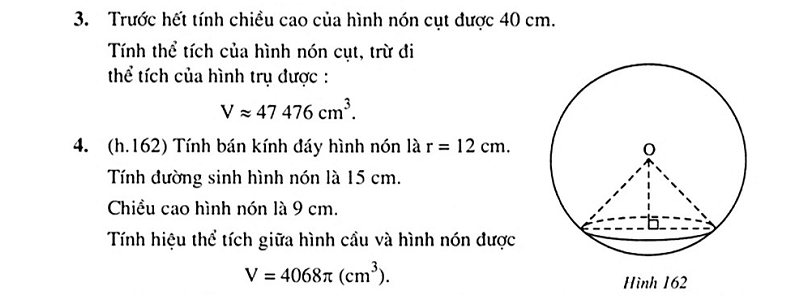 3. Trước hết tính chiều cao của hình nón cụt được 40 cm.
Tính thể tích của hình nón cụt, trừ đi
thể tích của hình trụ được :
V ≈ 47 476 cm³.
4. (h.162) Tính bán kính đáy hình nón là r = 12 cm.
Tính đường sinh hình nón là 15 cm.
Chiều cao hình nón là 9 cm.
Tính hiệu thể tích giữa hình cầu và hình nón được
V = 4068π (cm³).
O
Hình 162